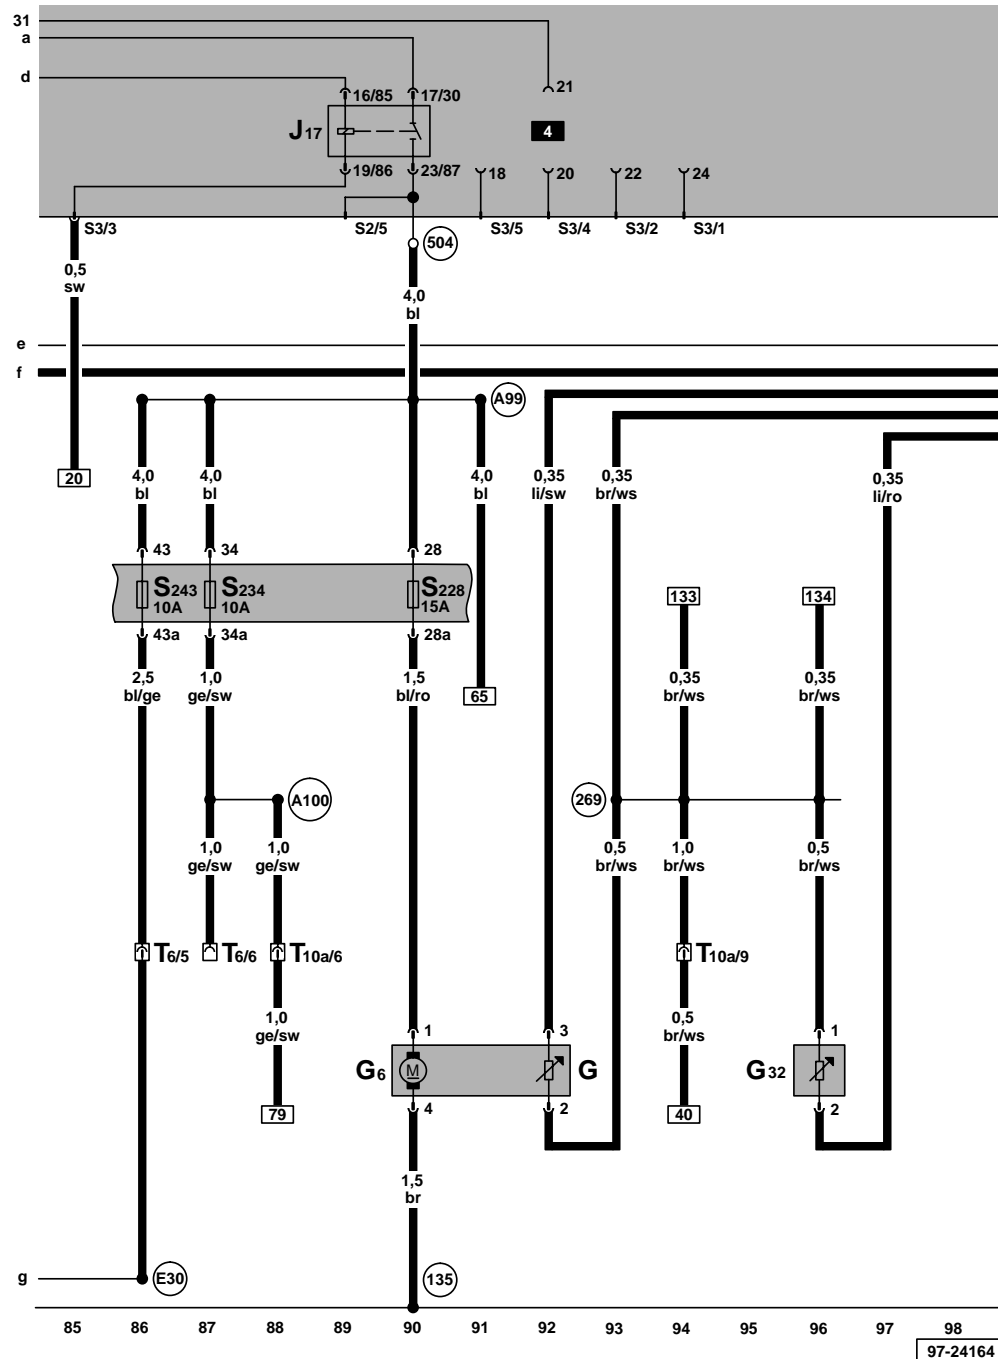 31
a
d
16/85 17/30 21
J17 4
19/86 23/87 18 20 22 24
S3/3 S2/5 S3/5 S3/4 S3/2 S3/1
504
0,5
sw
4,0
bl
e
f
A99
20
4,0 4,0 4,0 0,35 0,35 0,35
bl bl bl li/sw br/ws li/ro
43 34 28
S243 S234 S228
10A 10A 15A
133 134
43a 34a 28a
2,5 1,0 1,5 0,35 0,35
bl/ge ge/sw bl/ro br/ws br/ws
65
A100 269
1,0 1,0 0,5 1,0 0,5
ge/sw ge/sw br/ws br/ws br/ws
T6/5 T6/6 T10a/6 T10a/9
1,0 0,5
ge/sw br/ws
1 3 1
G6 M G G32
79 4 2 40 2
1,5
br
g E30 135
85 86 87 88 89 90 91 92 93 94 95 96 97 98
97-24164